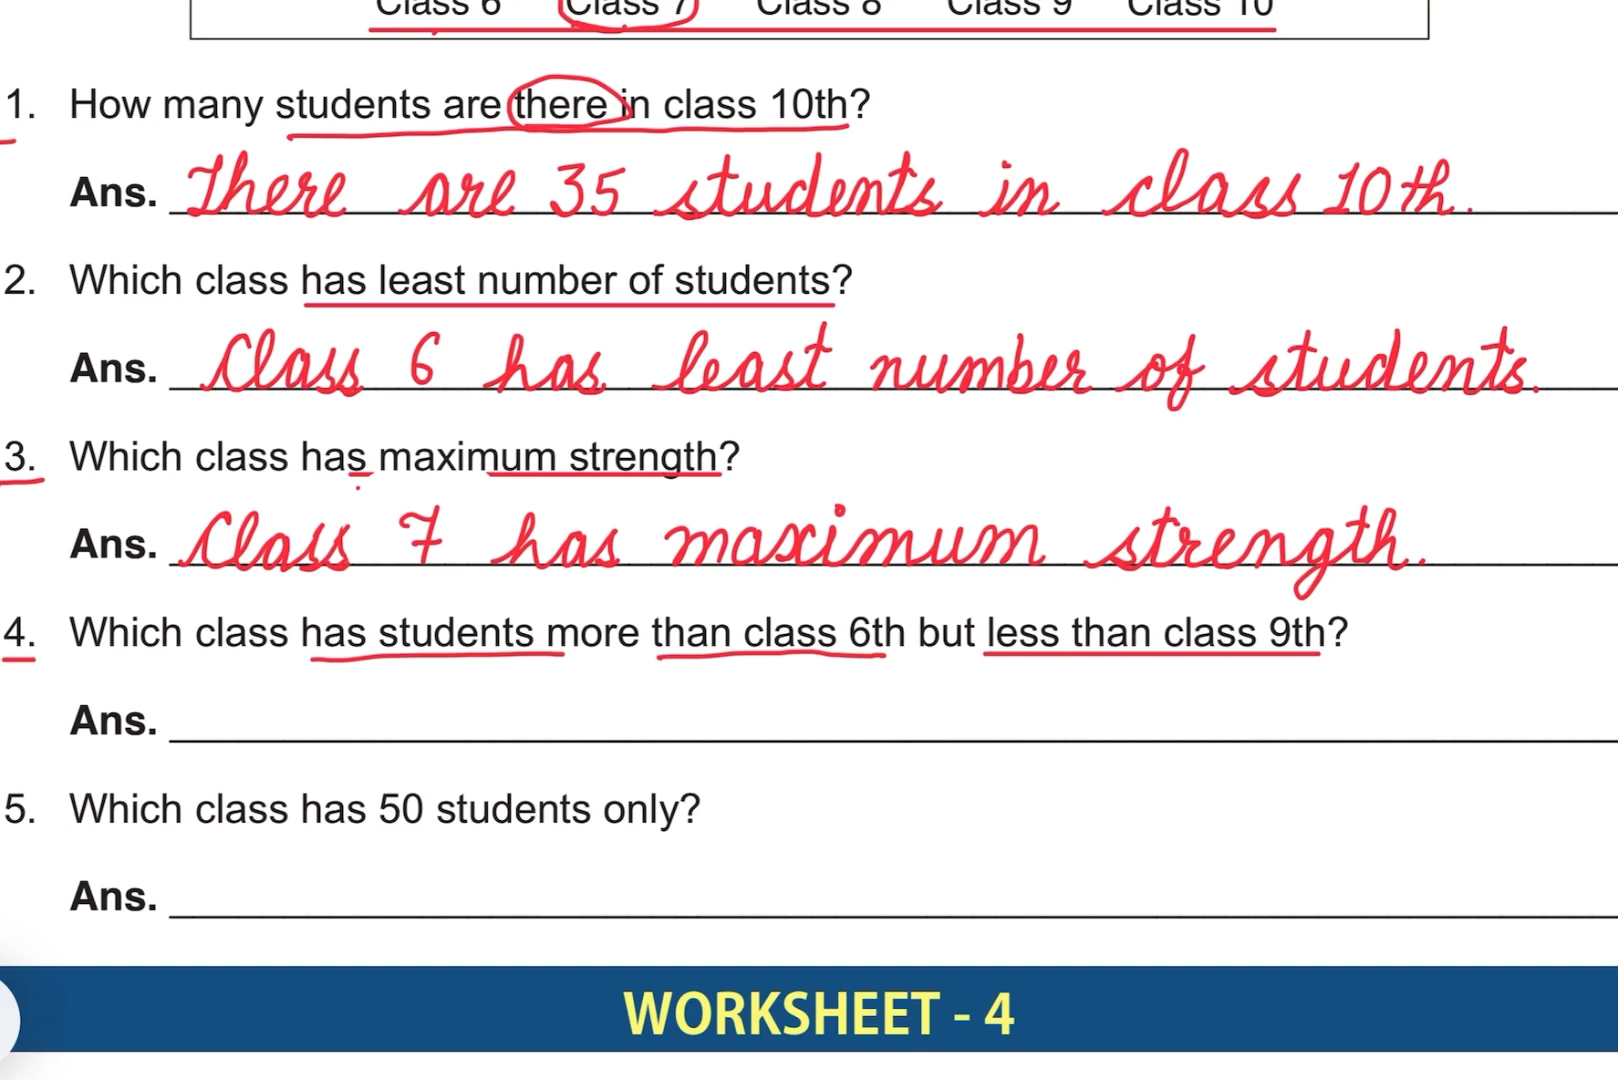 Class 6 Class 7 Class 8 Class 9 Class 10
1. How many students are there in class 10th?
Ans. There are 35 students in class 10th.
2. Which class has least number of students?
Ans. Class 6 has least number of students.
3. Which class has maximum strength?
Ans. Class 7 has maximum strength.
4. Which class has students more than class 6th but less than class 9th?
Ans.
5. Which class has 50 students only?
Ans.
WORKSHEET - 4